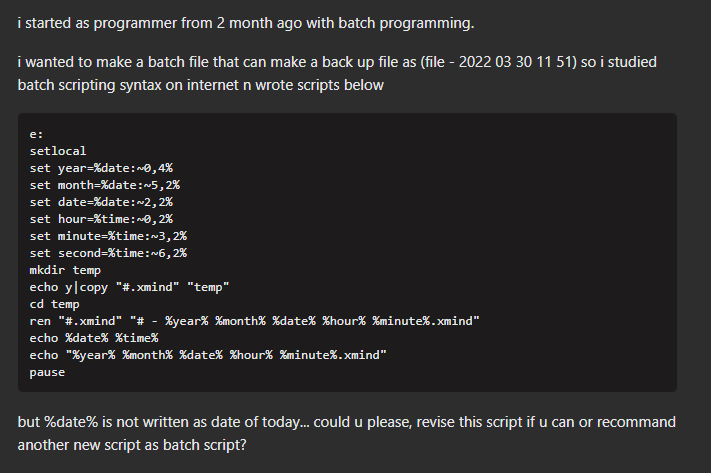 i started as programmer from 2 month ago with batch programming.
i wanted to make a batch file that can make a back up file as (file - 2022 03 30 11 51) so i studied
batch scripting syntax on internet n wrote scripts below
e:
setlocal
set year=%date:~0,4%
set month=%date:~5,2%
set date=%date:~2,2%
set hour=%time:~0,2%
set minute=%time:~3,2%
set second=%time:~6,2%
mkdir temp
echo y|copy "#.xmind" "temp"
cd temp
ren "#.xmind" "# - %year% %month% %date% %hour% %minute%.xmind"
echo %date% %time%
echo "%year% %month% %date% %hour% %minute%.xmind"
pause
but %date% is not written as date of today... could u please, revise this script if u can or recommand
another new script as batch script?